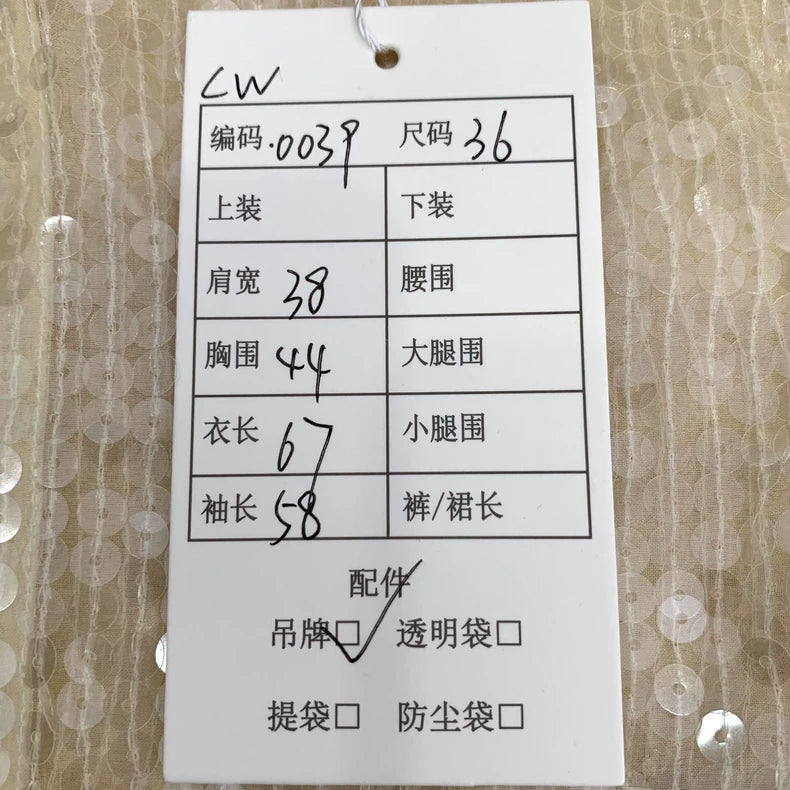 CW
编码.0039 尺码 36
上装 下装
肩宽 38 腰围
胸围 44 大腿围
衣长 67 小腿围
袖长 58 裤/裙长
配件
吊牌☑ 透明袋□
提袋□ 防尘袋□